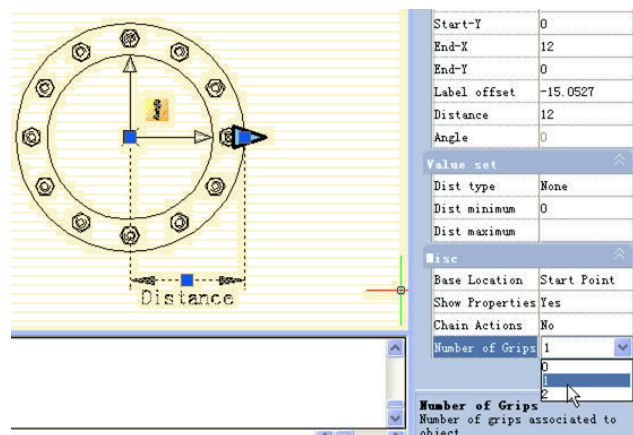 Start-Y 0
End-X 12
End-Y 0
Label offset -15.0527
Distance 12
Angle 0
Value set
Dist type None
Dist minimum 0
Dist maximum
Misc
Base Location Start Point
Show Properties Yes
Chain Actions No
Number of Grips 1
0
1
2
Number of Grips
Number of grips associated to
object
Distance